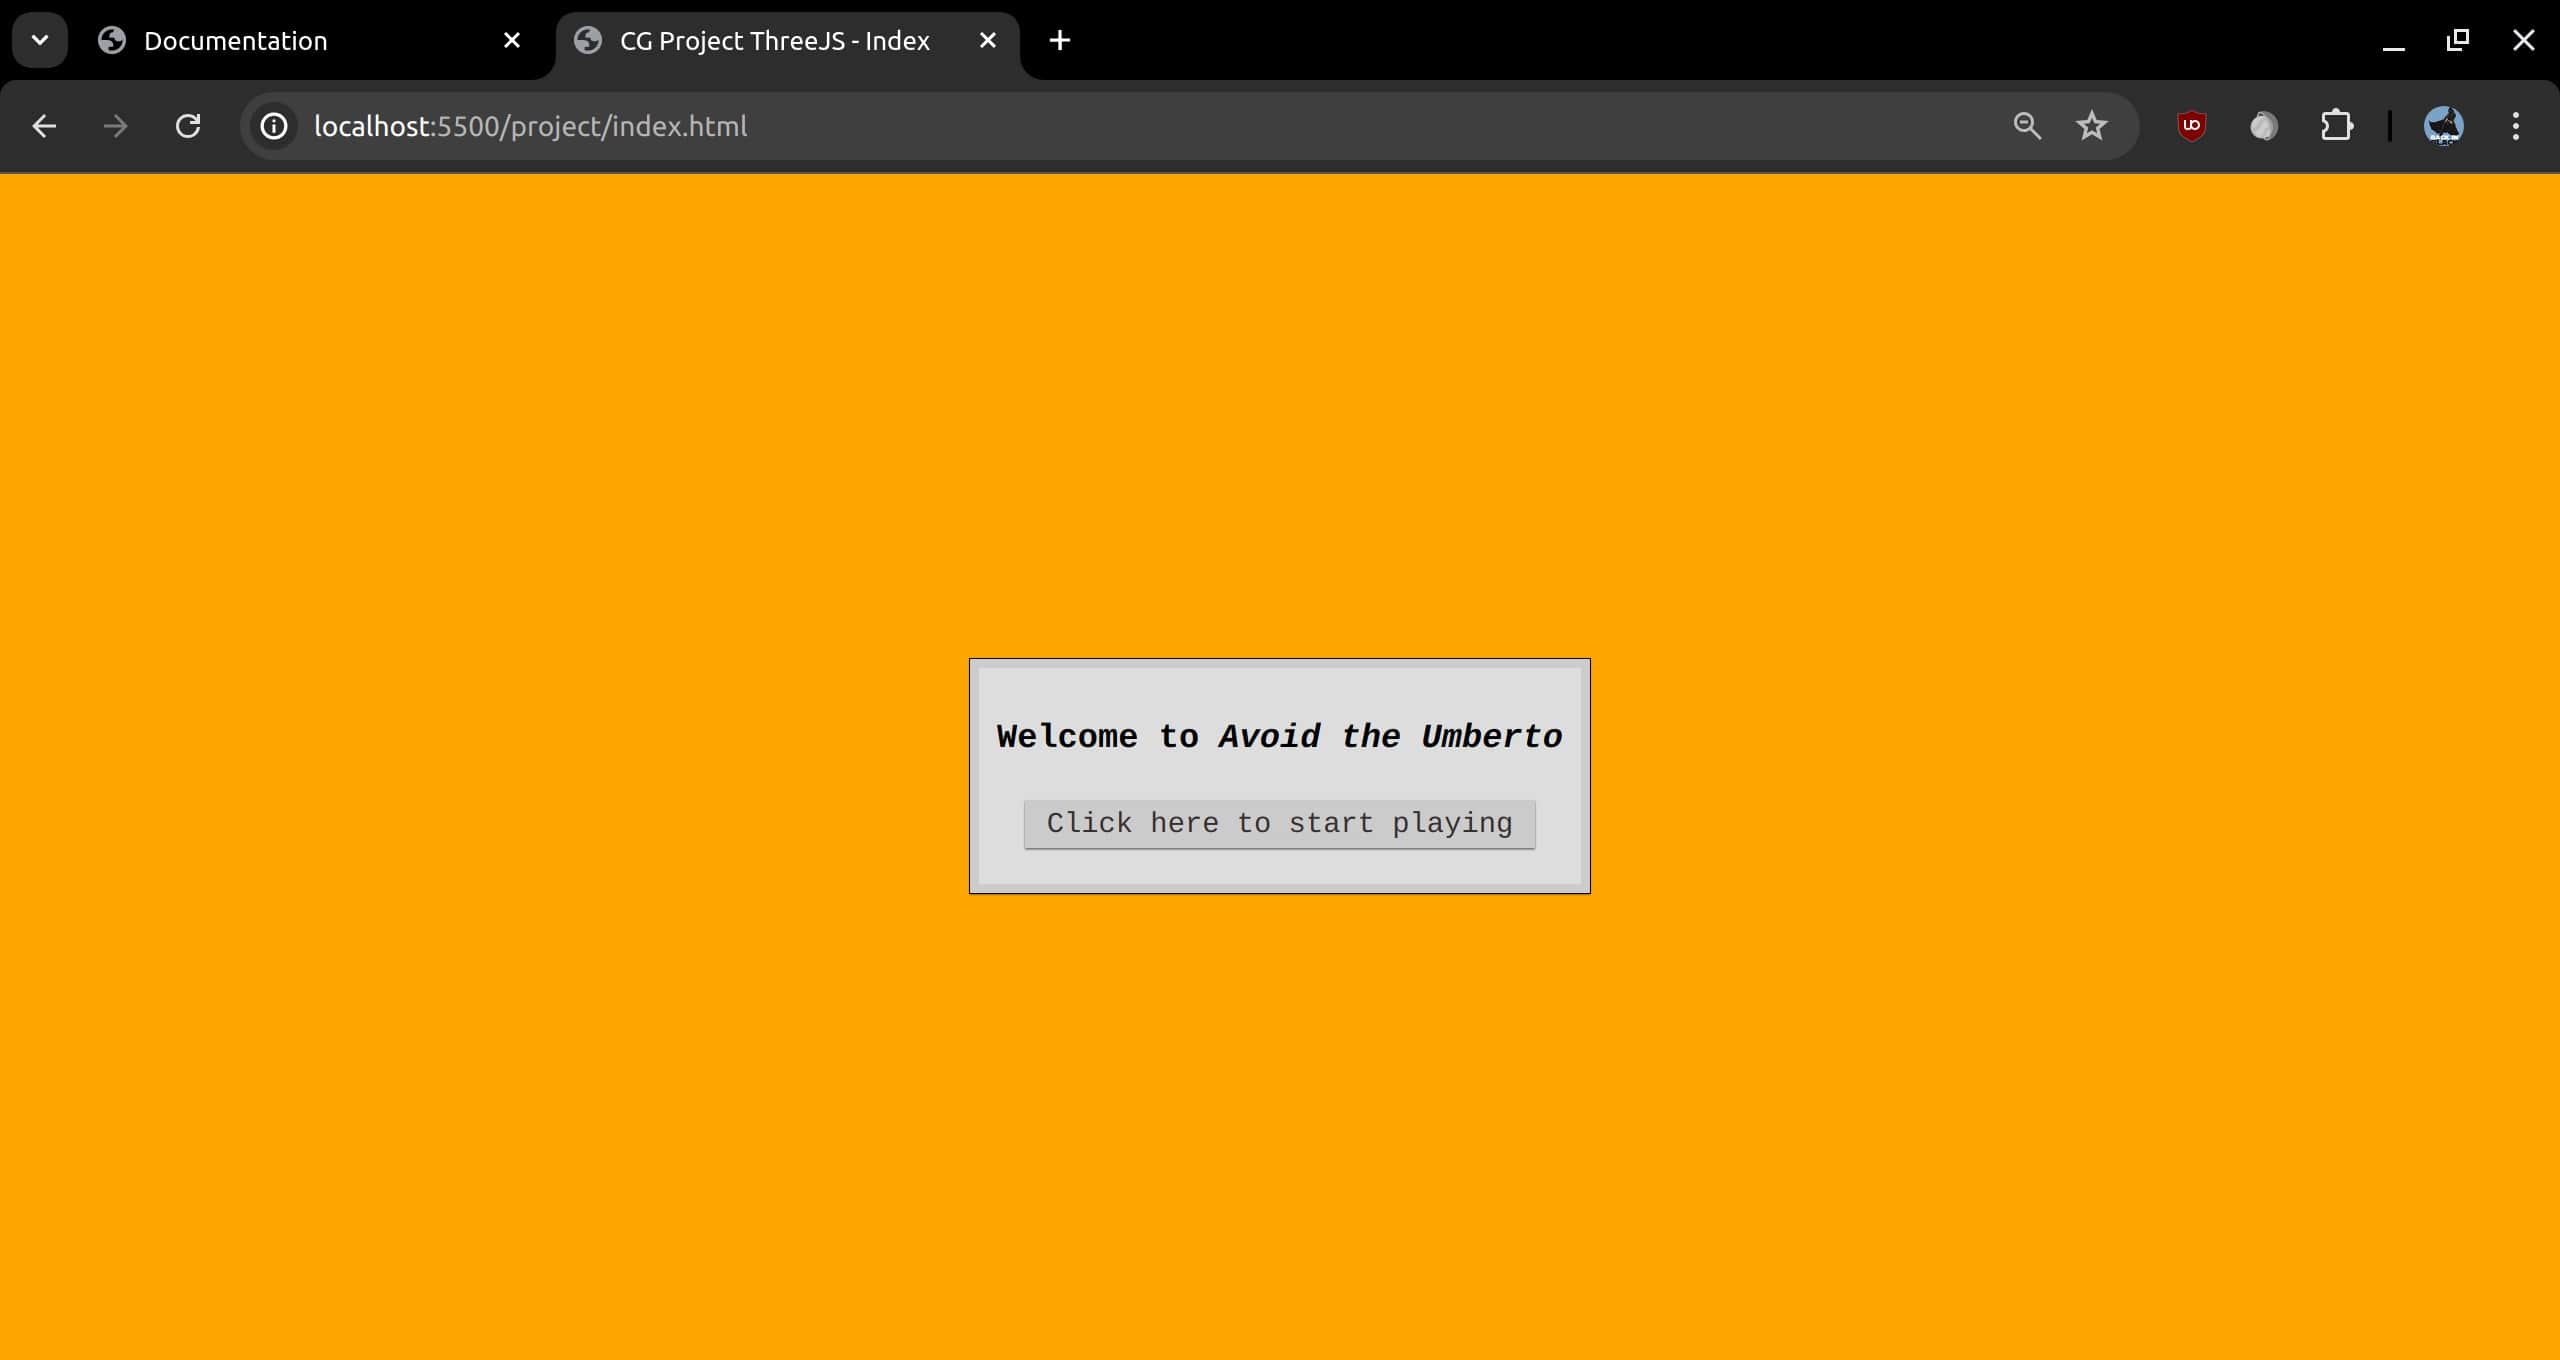 Documentation
CG Project ThreeJS - Index
localhost:5500/project/index.html
Welcome to Avoid the Umberto
Click here to start playing